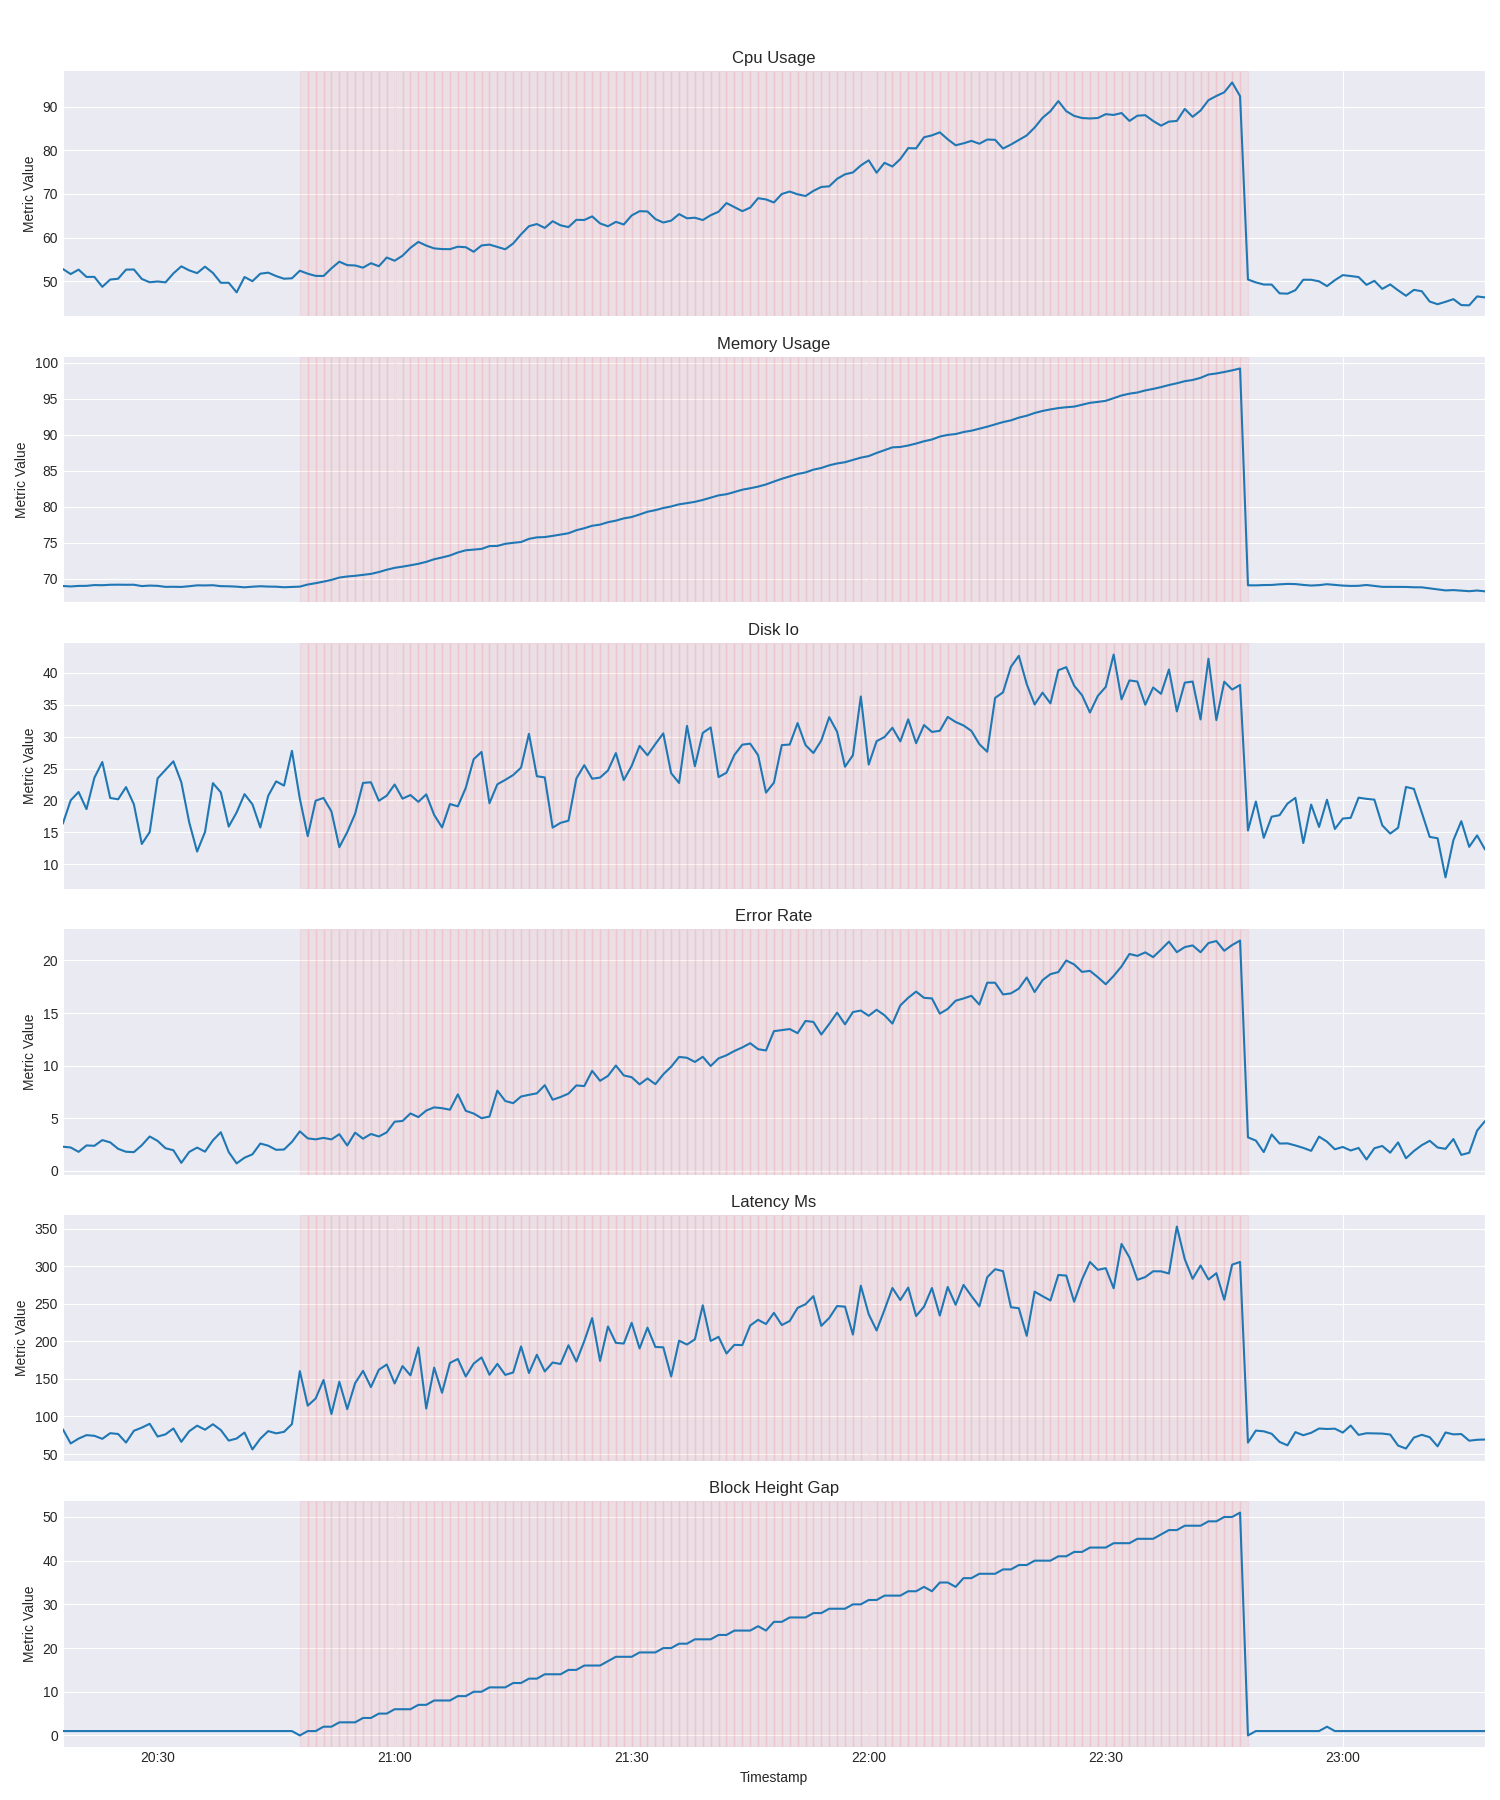 Cpu Usage
Metric Value
90
80
70
60
50
Memory Usage
Metric Value
100
95
90
85
80
75
70
Disk Io
Metric Value
40
35
30
25
20
15
10
Error Rate
Metric Value
20
15
10
5
0
Latency Ms
Metric Value
350
300
250
200
150
100
50
Block Height Gap
Metric Value
50
40
30
20
10
0
20:30 21:00 21:30 22:00 22:30 23:00
Timestamp